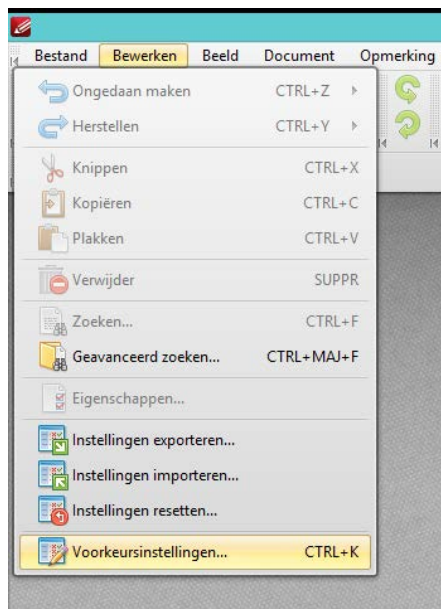 Bestand Bewerken Beeld Document Opmerking
Ongedaan maken CTRL+Z
Herstellen CTRL+Y
Knippen CTRL+X
Kopiëren CTRL+C
Plakken CTRL+V
Verwijder SUPPR
Zoeken... CTRL+F
Geavanceerd zoeken... CTRL+MAJ+F
Eigenschappen...
Instellingen exporteren...
Instellingen importeren...
Instellingen resetten...
Voorkeursinstellingen... CTRL+K